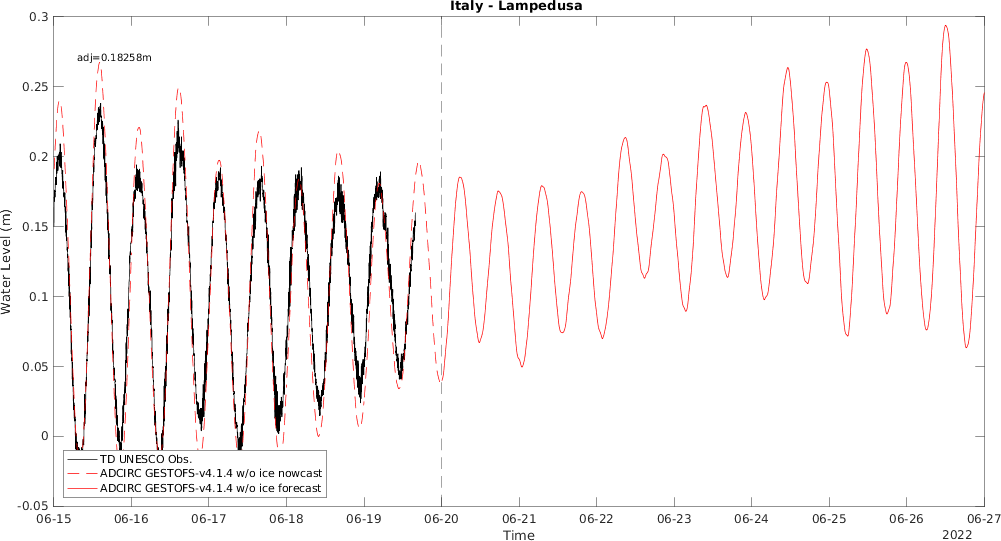 Italy - Lampedusa
adj=0.18258m
0.3
0.25
0.2
0.15
0.1
0.05
0
-0.05
Water Level (m)
TD UNESCO Obs.
ADCIRC GESTOFS-v4.1.4 w/o ice nowcast
ADCIRC GESTOFS-v4.1.4 w/o ice forecast
06-15 06-16 06-17 06-18 06-19 06-20 06-21 06-22 06-23 06-24 06-25 06-26 06-27
Time
2022